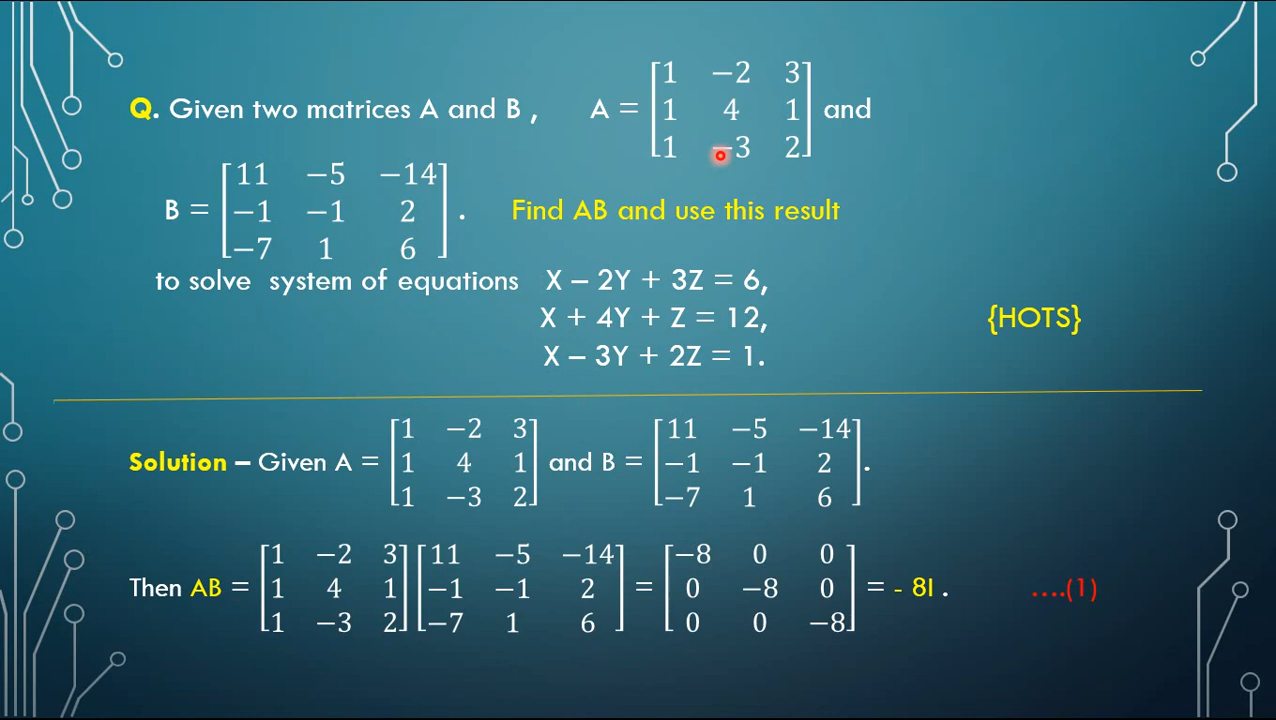 Q. Given two matrices A and B , A = [1 −2 3
1 4 1
1 −3 2] and
B = [11 −5 −14
−1 −1 2
−7 1 6] . Find AB and use this result
to solve system of equations X – 2Y + 3Z = 6,
X + 4Y + Z = 12,
{HOTS}
X – 3Y + 2Z = 1.
Solution – Given A = [1 −2 3
1 4 1
1 −3 2] and B = [11 −5 −14
−1 −1 2
−7 1 6] .
Then AB = [1 −2 3
1 4 1
1 −3 2] [11 −5 −14
−1 −1 2
−7 1 6] = [−8 0 0
0 −8 0
0 0 −8] = - 8I . ....(1)